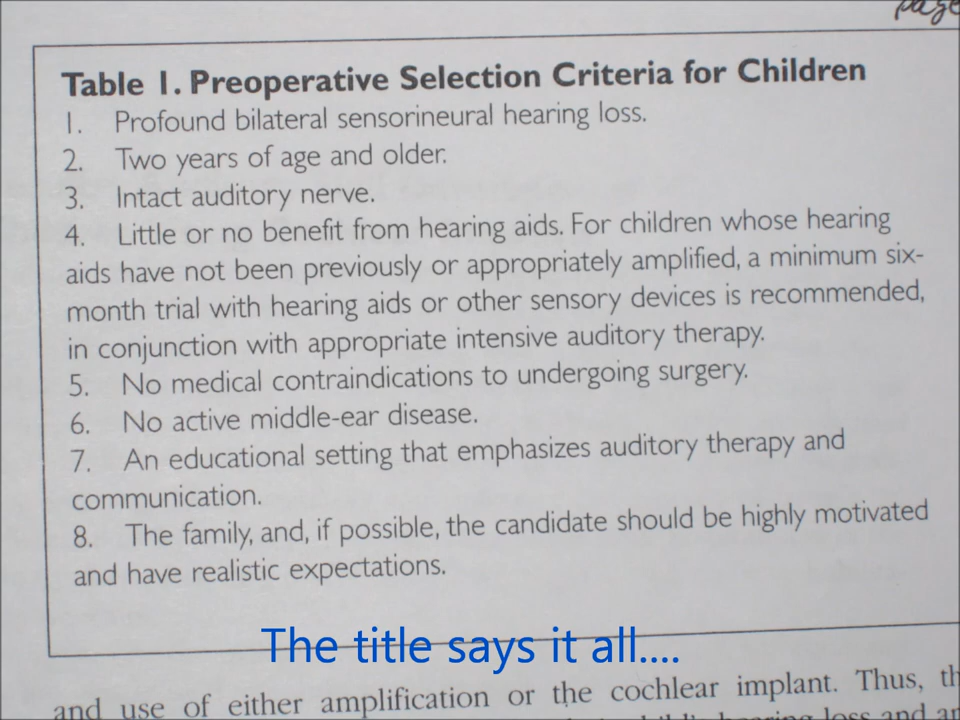 page
Table 1. Preoperative Selection Criteria for Children
1. Profound bilateral sensorineural hearing loss.
2. Two years of age and older.
3. Intact auditory nerve.
4. Little or no benefit from hearing aids. For children whose hearing
aids have not been previously or appropriately amplified, a minimum six-
month trial with hearing aids or other sensory devices is recommended,
in conjunction with appropriate intensive auditory therapy.
5. No medical contraindications to undergoing surgery.
6. No active middle-ear disease.
7. An educational setting that emphasizes auditory therapy and
communication.
8. The family, and, if possible, the candidate should be highly motivated
and have realistic expectations.
The title says it all....
and use of either amplification or the cochlear implant. Thus,
hearing loss and